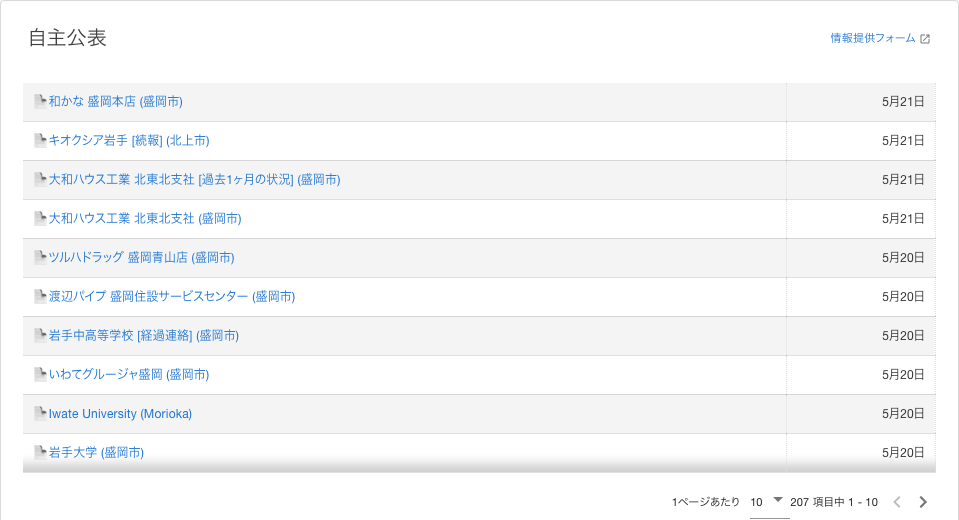 自主公表
情報提供フォーム
和かな 盛岡本店 (盛岡市) 5月21日
キオクシア岩手 [続報] (北上市) 5月21日
大和ハウス工業 北東北支社 [過去1ヶ月の状況] (盛岡市) 5月21日
大和ハウス工業 北東北支社 (盛岡市) 5月21日
ツルハドラッグ 盛岡青山店 (盛岡市) 5月20日
渡辺パイプ 盛岡住設サービスセンター (盛岡市) 5月20日
岩手中高等学校 [経過連絡] (盛岡市) 5月20日
いわてグルージャ盛岡 (盛岡市) 5月20日
Iwate University (Morioka) 5月20日
岩手大学 (盛岡市) 5月20日
1ページあたり 10 207 項目中 1 - 10